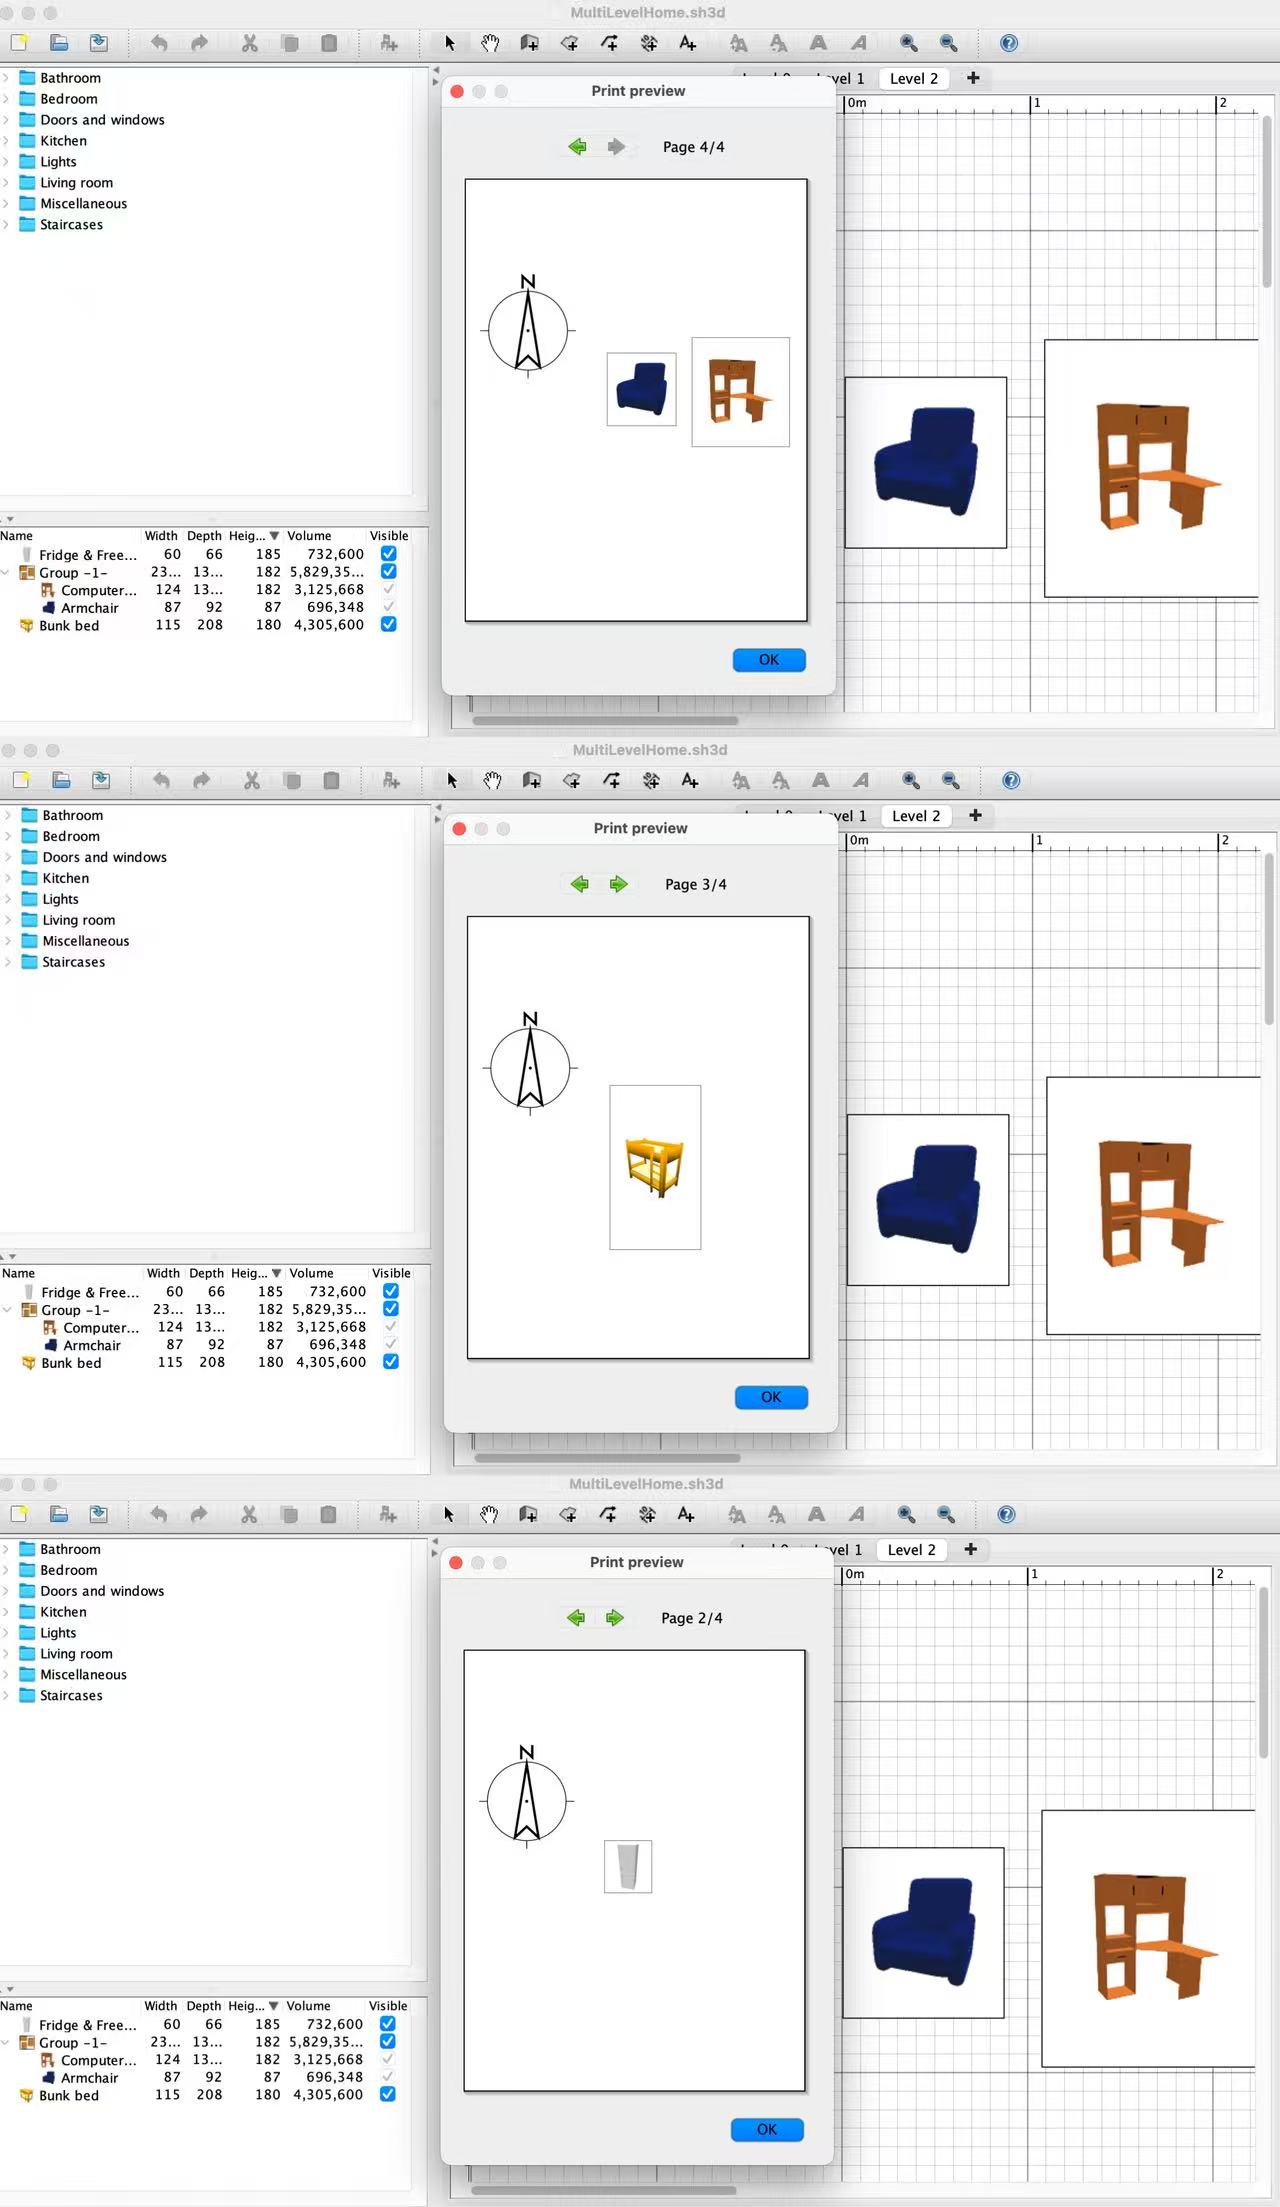 MultiLevelHome.sh3d
Level 1
Level 2
Bathroom
Bedroom
Doors and windows
Kitchen
Lights
Living room
Miscellaneous
Staircases
Print preview
Page 4/4
0m 1 2
N
Name Width Depth Heig... Volume Visible
Fridge & Free... 60 66 185 732,600
Group -1- 23... 13... 182 5,829,35...
Computer... 124 13... 182 3,125,668
Armchair 87 92 87 696,348
Bunk bed 115 208 180 4,305,600
OK
MultiLevelHome.sh3d
Level 2
Bathroom
Bedroom
Doors and windows
Kitchen
Lights
Living room
Miscellaneous
Staircases
Print preview
Page 3/4
0m 1 2
N
Name Width Depth Heig... Volume Visible
Fridge & Free... 60 66 185 732,600
Group -1- 23... 13... 182 5,829,35...
Computer... 124 13... 182 3,125,668
Armchair 87 92 87 696,348
Bunk bed 115 208 180 4,305,600
OK
MultiLevelHome.sh3d
Level 2
Bathroom
Bedroom
Doors and windows
Kitchen
Lights
Living room
Miscellaneous
Staircases
Print preview
Page 2/4
0m 1 2
N
Name Width Depth Heig... Volume Visible
Fridge & Free... 60 66 185 732,600
Group -1- 23... 13... 182 5,829,35...
Computer... 124 13... 182 3,125,668
Armchair 87 92 87 696,348
Bunk bed 115 208 180 4,305,600
OK